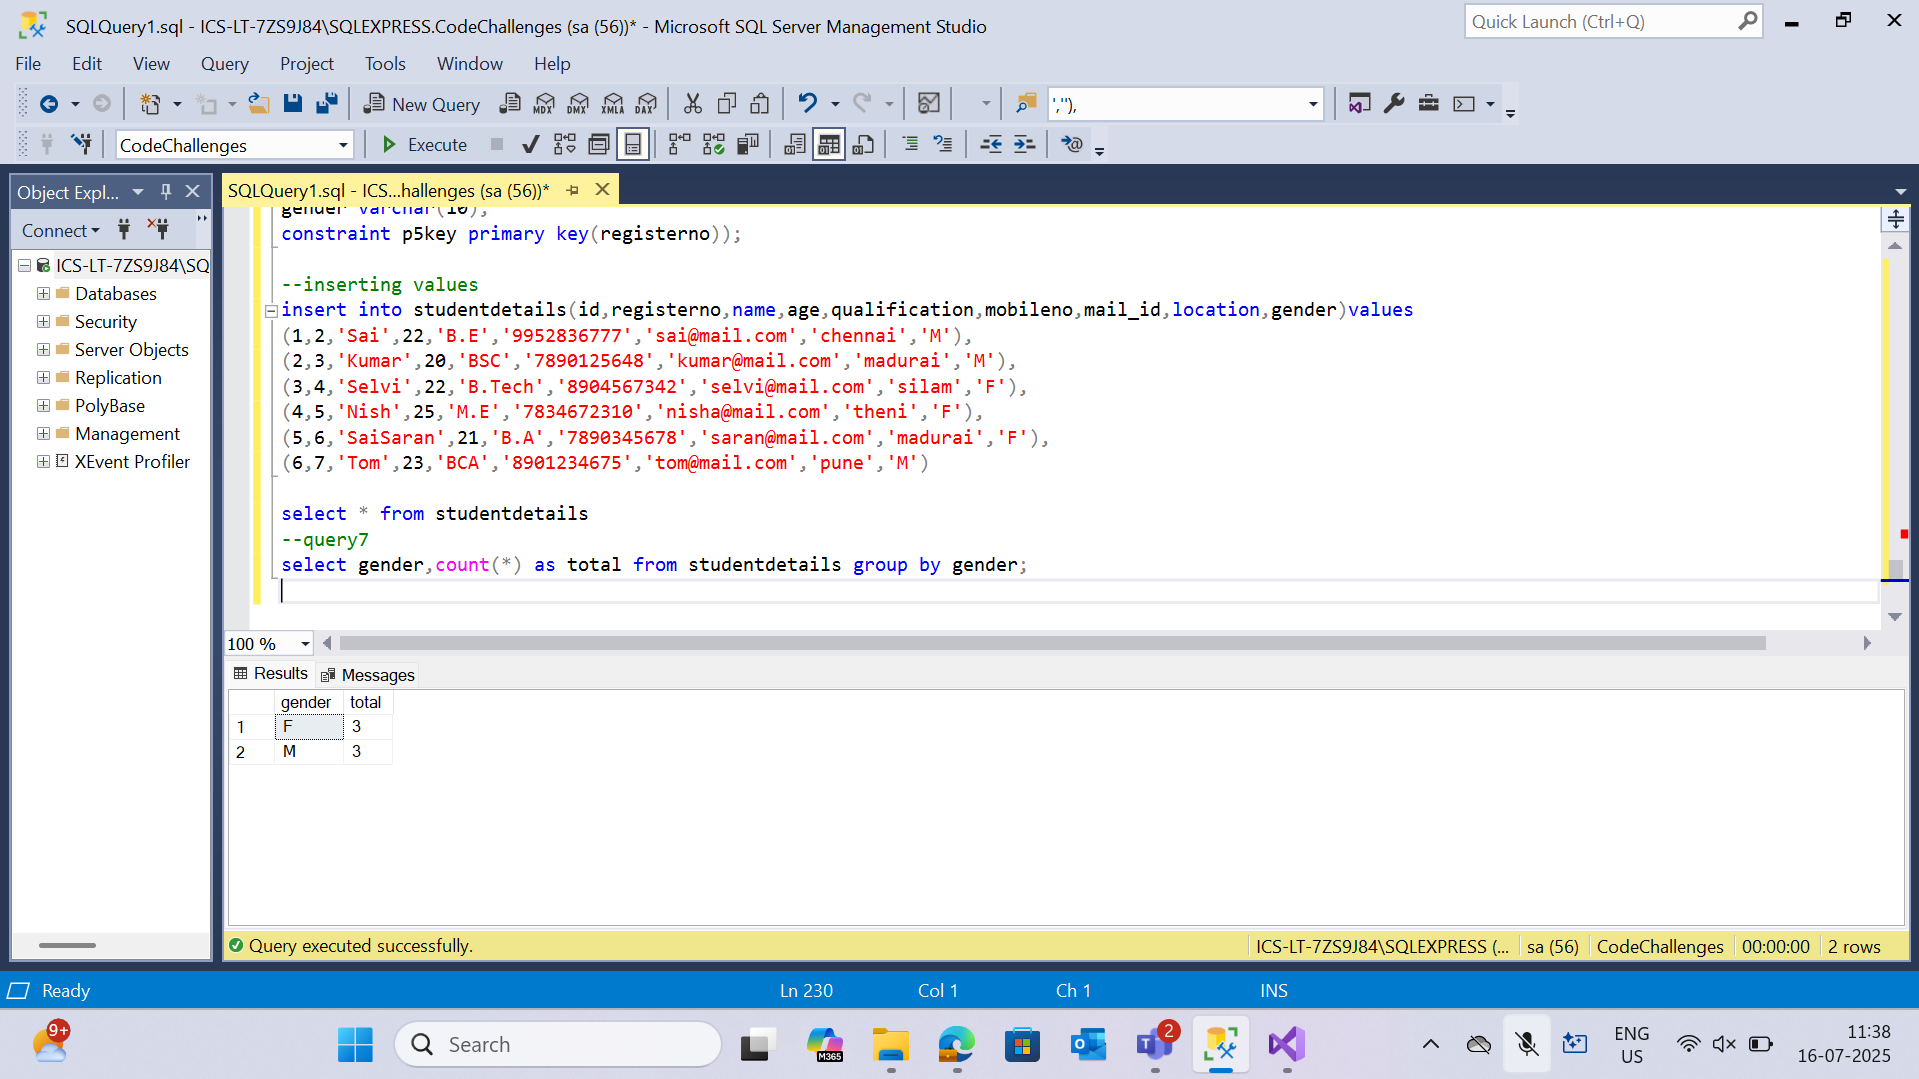 SQLQuery1.sql - ICS-LT-7ZS9J84\SQLEXPRESS.CodeChallenges (sa (56))* - Microsoft SQL Server Management Studio
Quick Launch (Ctrl+Q)
File Edit View Query Project Tools Window Help
New Query
MDX DMX XMLA DAX
',''),
CodeChallenges
Execute
Object Expl...
SQLQuery1.sql - ICS...hallenges (sa (56))*
Connect
ICS-LT-7ZS9J84\SQ
Databases
Security
Server Objects
Replication
PolyBase
Management
XEvent Profiler
gender varchar(10),
constraint p5key primary key(registerno));
--inserting values
insert into studentdetails(id,registerno,name,age,qualification,mobileno,mail_id,location,gender)values
(1,2,'Sai',22,'B.E','9952836777','sai@mail.com','chennai','M'),
(2,3,'Kumar',20,'BSC','7890125648','kumar@mail.com','madurai','M'),
(3,4,'Selvi',22,'B.Tech','8904567342','selvi@mail.com','silam','F'),
(4,5,'Nish',25,'M.E','7834672310','nisha@mail.com','theni','F'),
(5,6,'SaiSaran',21,'B.A','7890345678','saran@mail.com','madurai','F'),
(6,7,'Tom',23,'BCA','8901234675','tom@mail.com','pune','M')
select * from studentdetails
--query7
select gender,count(*) as total from studentdetails group by gender;
100 %
Results Messages
gender total
1 F 3
2 M 3
Query executed successfully.
ICS-LT-7ZS9J84\SQLEXPRESS (... sa (56) CodeChallenges 00:00:00 2 rows
Ready Ln 230 Col 1 Ch 1 INS
9+
Search
M365
2
ENG
US
11:38
16-07-2025